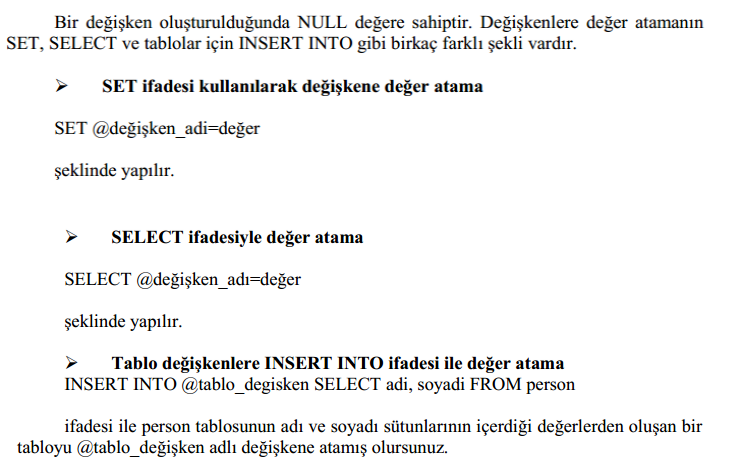 Bir değişken oluşturulduğunda NULL değere sahiptir. Değişkenlere değer atamanın
SET, SELECT ve tablolar için INSERT INTO gibi birkaç farklı şekli vardır.
➢ SET ifadesi kullanılarak değişkene değer atama
SET @değişken_adi=değer
şeklinde yapılır.
➢ SELECT ifadesiyle değer atama
SELECT @değişken_adı=değer
şeklinde yapılır.
➢ Tablo değişkenlere INSERT INTO ifadesi ile değer atama
INSERT INTO @tablo_degisken SELECT adi, soyadi FROM person
ifadesi ile person tablosunun adı ve soyadı sütunlarının içerdiği değerlerden oluşan bir
tabloyu @tablo_değişken adlı değişkene atamış olursunuz.